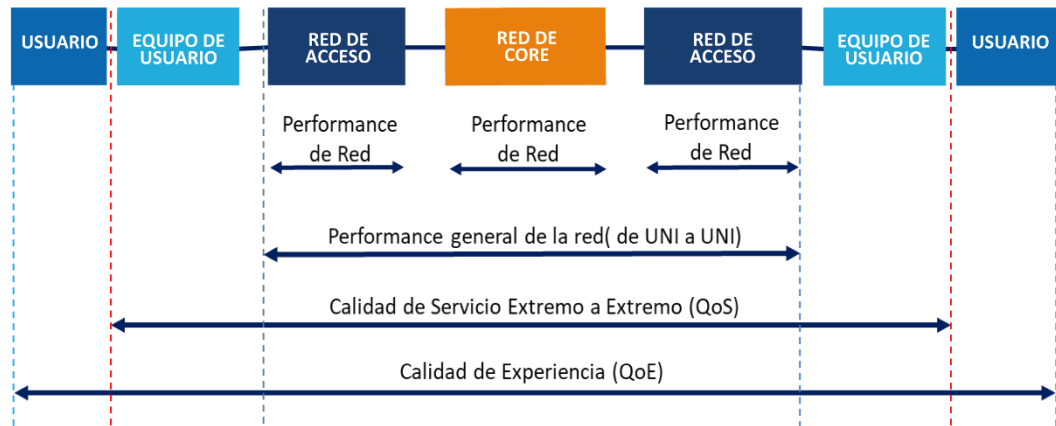 USUARIO
EQUIPO DE
USUARIO
RED DE
ACCESO
RED DE
CORE
RED DE
ACCESO
EQUIPO DE
USUARIO
USUARIO
Performance
de Red
Performance
de Red
Performance
de Red
Performance general de la red( de UNI a UNI)
Calidad de Servicio Extremo a Extremo (QoS)
Calidad de Experiencia (QoE)